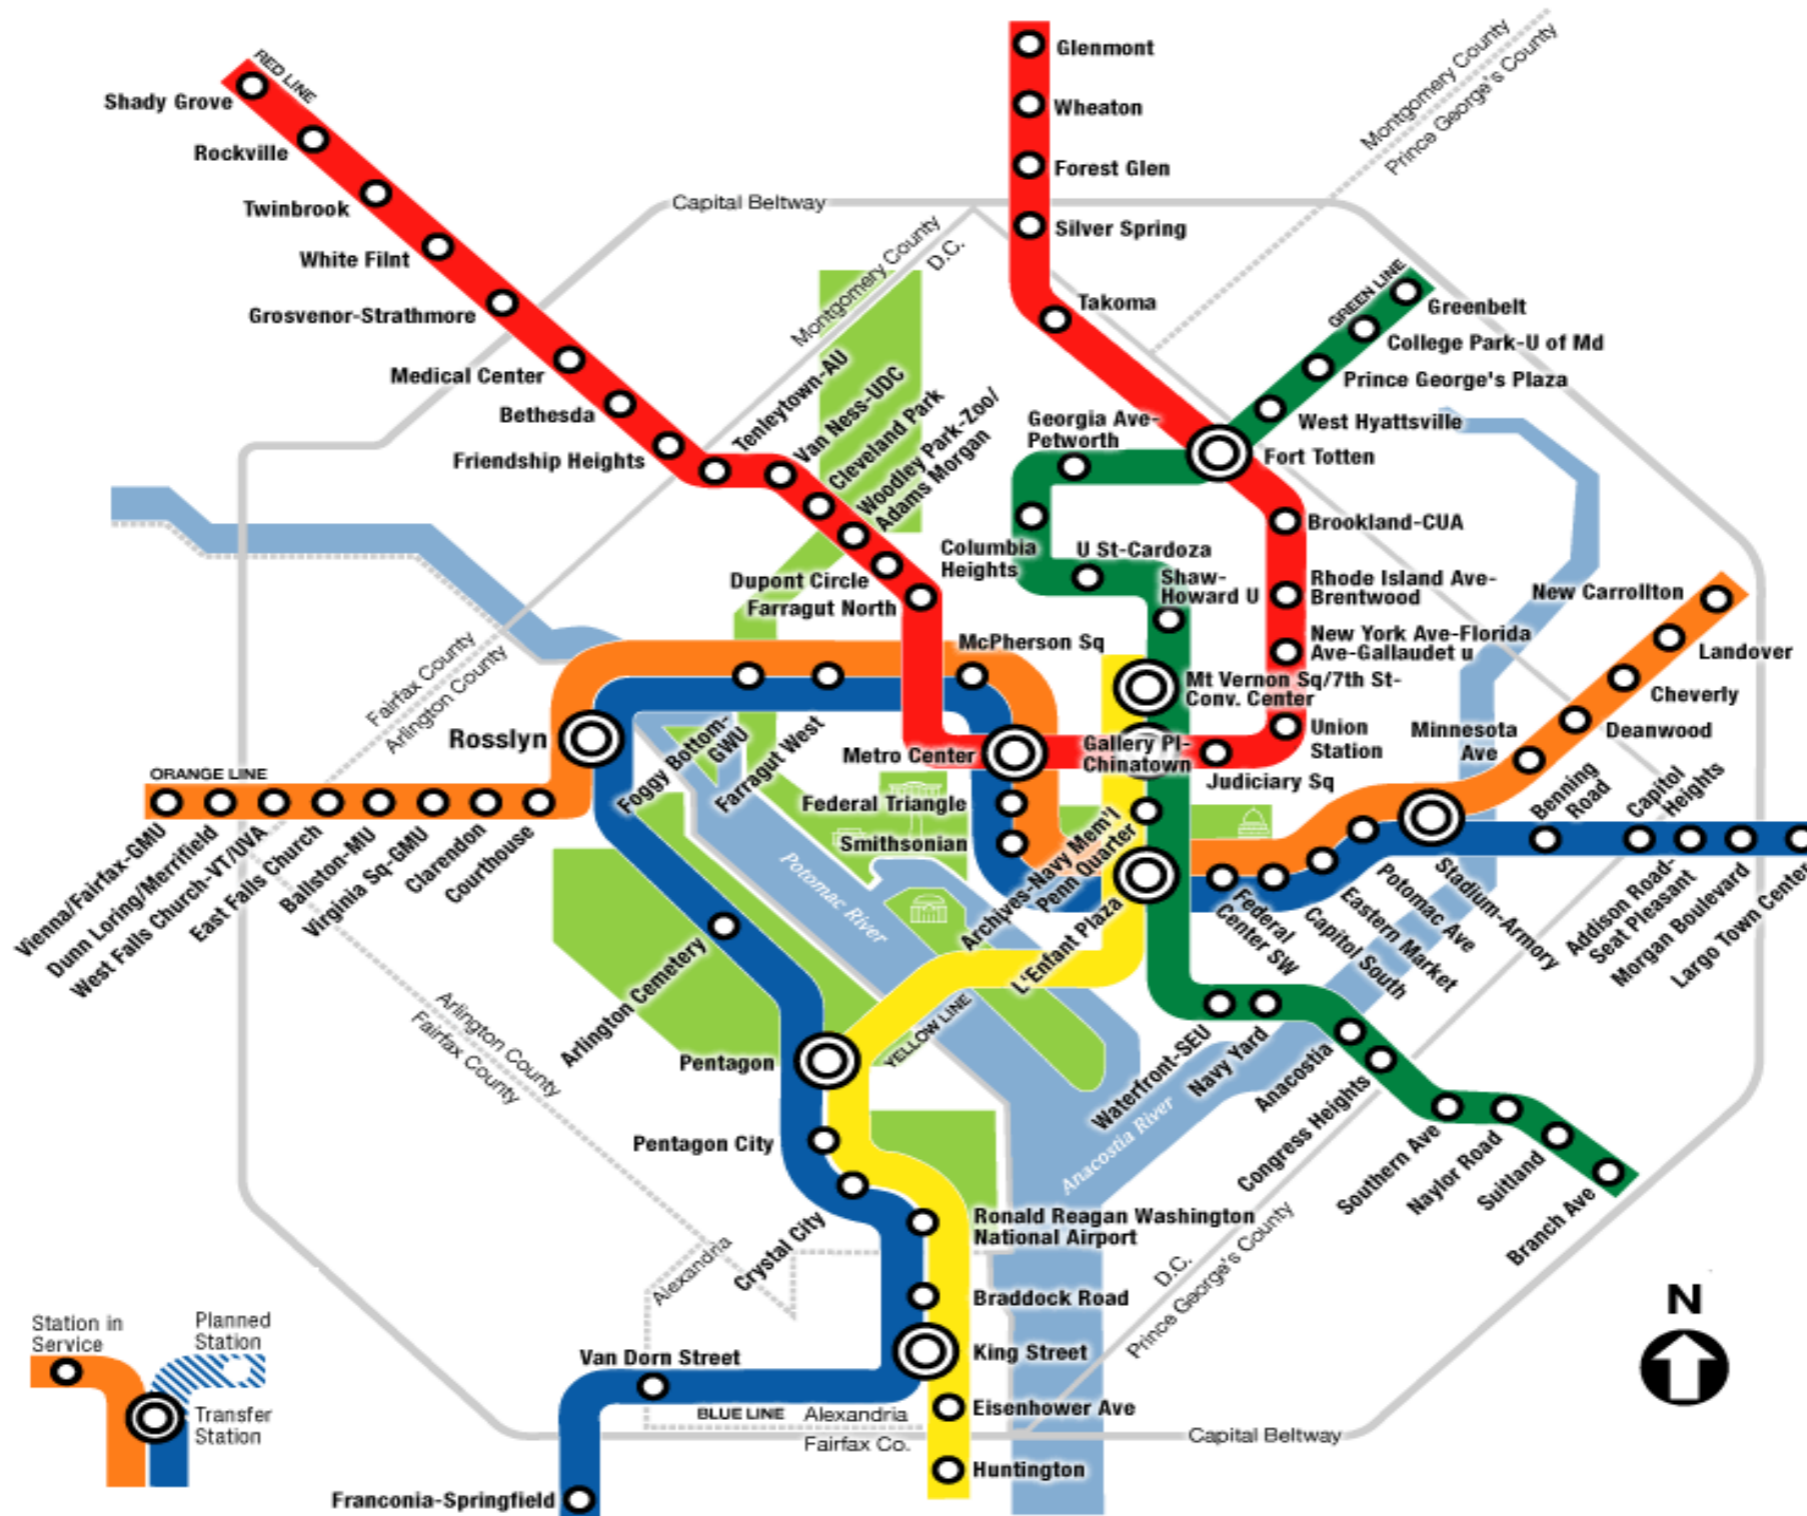 RED LINE
Shady Grove
Rockville
Twinbrook
White Filnt
Grosvenor-Strathmore
Medical Center
Bethesda
Friendship Heights
Tenleytown-AU
Van Ness-UDC
Cleveland Park
Woodley Park-Zoo/
Adams Morgan
Dupont Circle
Farragut North
Glenmont
Wheaton
Forest Glen
Silver Spring
Takoma
Montgomery County
Prince George's County
Capital Beltway
Montgomery County
D.C.
GREEN LINE
Greenbelt
College Park-U of Md
Prince George's Plaza
West Hyattsville
Fort Totten
Georgia Ave-
Petworth
Columbia
Heights
U St-Cardoza
Shaw-
Howard U
Brookland-CUA
Rhode Island Ave-
Brentwood
New York Ave-Florida
Ave-Gallaudet u
Mt Vernon Sq/7th St-
Conv. Center
Union
Station
Judiciary Sq
Gallery Pl-
Chinatown
Metro Center
McPherson Sq
Farragut West
Foggy Bottom-
GWU
Rosslyn
Fairfax County
Arlington County
ORANGE LINE
Vienna/Fairfax-GMU
Dunn Loring/Merrifield
West Falls Church-VT/UVA
East Falls Church
Ballston-MU
Virginia Sq-GMU
Clarendon
Courthouse
Federal Triangle
Smithsonian
Archives-Navy Mem'l
Penn Quarter
L'Enfant Plaza
Federal
Center SW
Capitol South
Eastern Market
Potomac Ave
Stadium-Armory
Minnesota
Ave
Deanwood
Cheverly
Landover
New Carrollton
Benning
Road
Capitol
Heights
Addison Road-
Seat Pleasant
Morgan Boulevard
Largo Town Center
Potomac River
Arlington Cemetery
Pentagon
YELLOW LINE
Pentagon City
Crystal City
Ronald Reagan Washington
National Airport
Braddock Road
King Street
Eisenhower Ave
Huntington
Van Dorn Street
BLUE LINE
Franconia-Springfield
Arlington County
Fairfax County
Alexandria
Alexandria
Fairfax Co.
Capital Beltway
Waterfront-SEU
Navy Yard
Anacostia
Congress Heights
Southern Ave
Naylor Road
Suitland
Branch Ave
Anacostia River
D.C.
Prince George's County
Station in
Service
Planned
Station
Transfer
Station
N